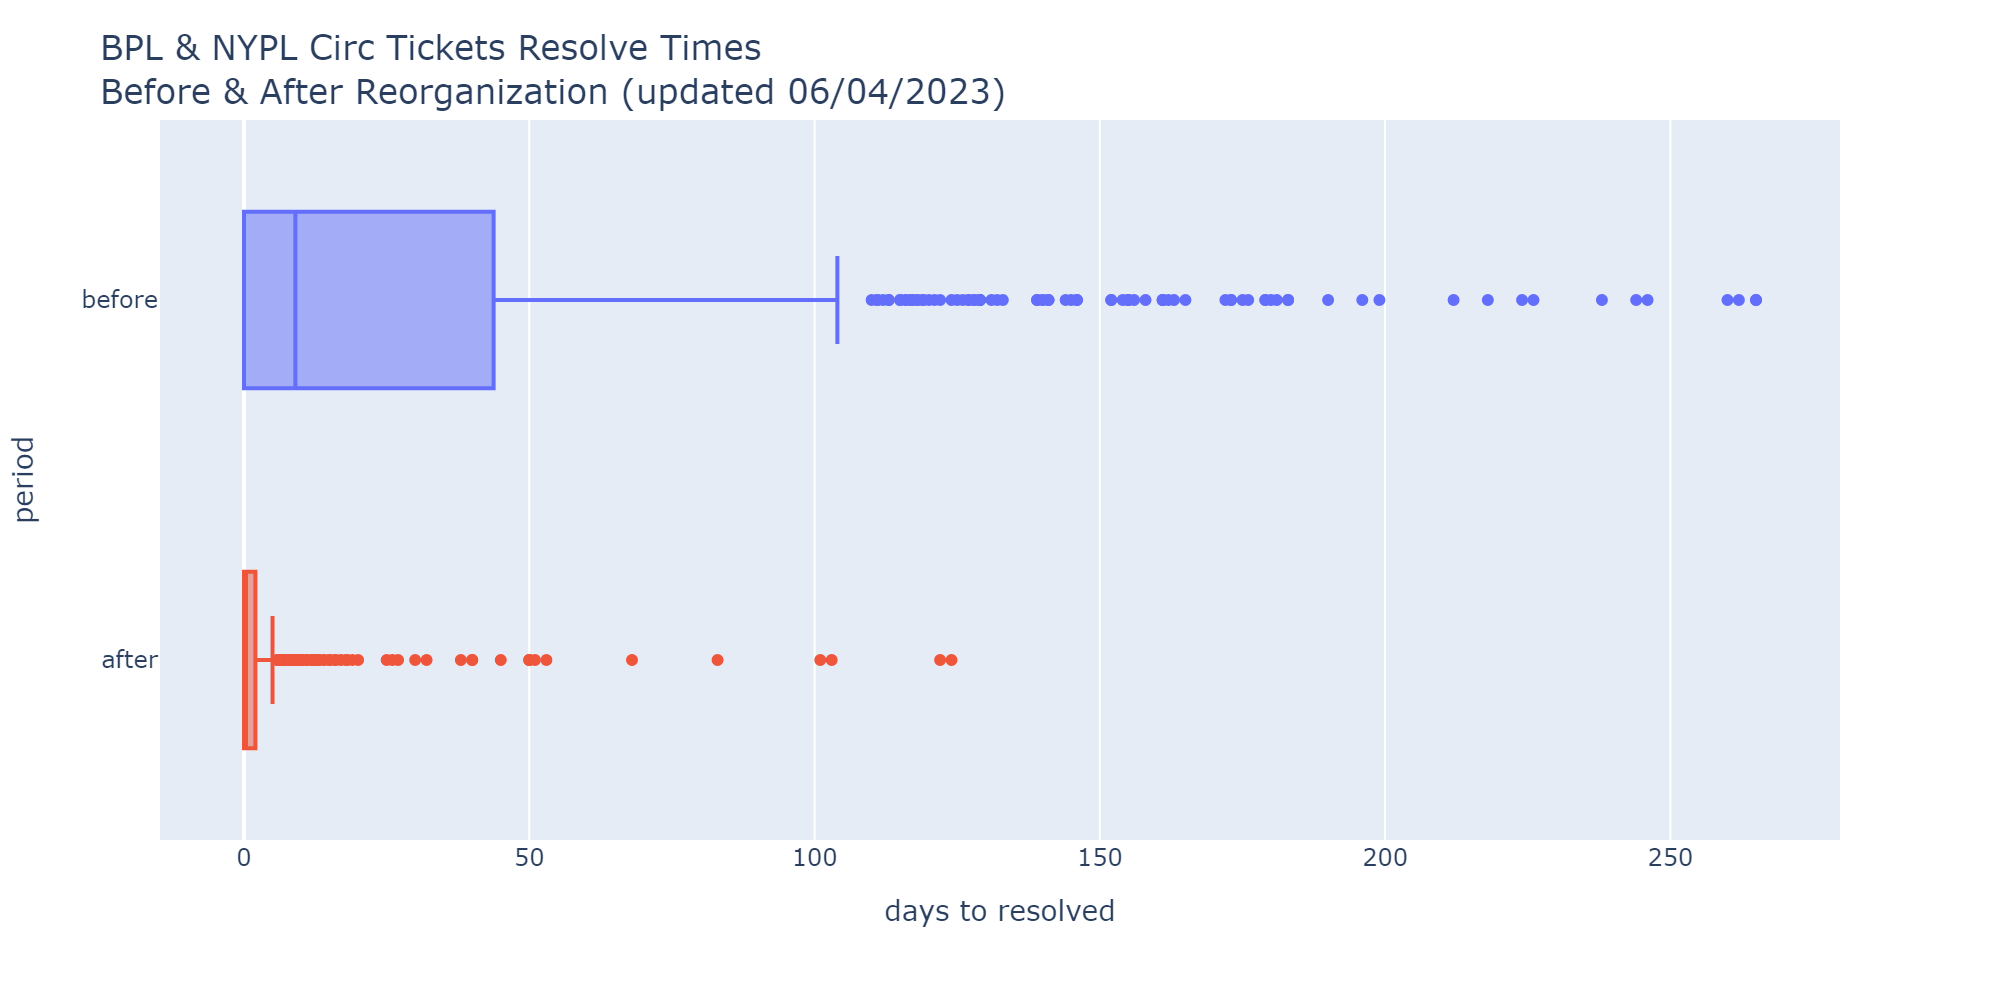 BPL & NYPL Circ Tickets Resolve Times
Before & After Reorganization (updated 06/04/2023)
before
period
after
0 50 100 150 200 250
days to resolved